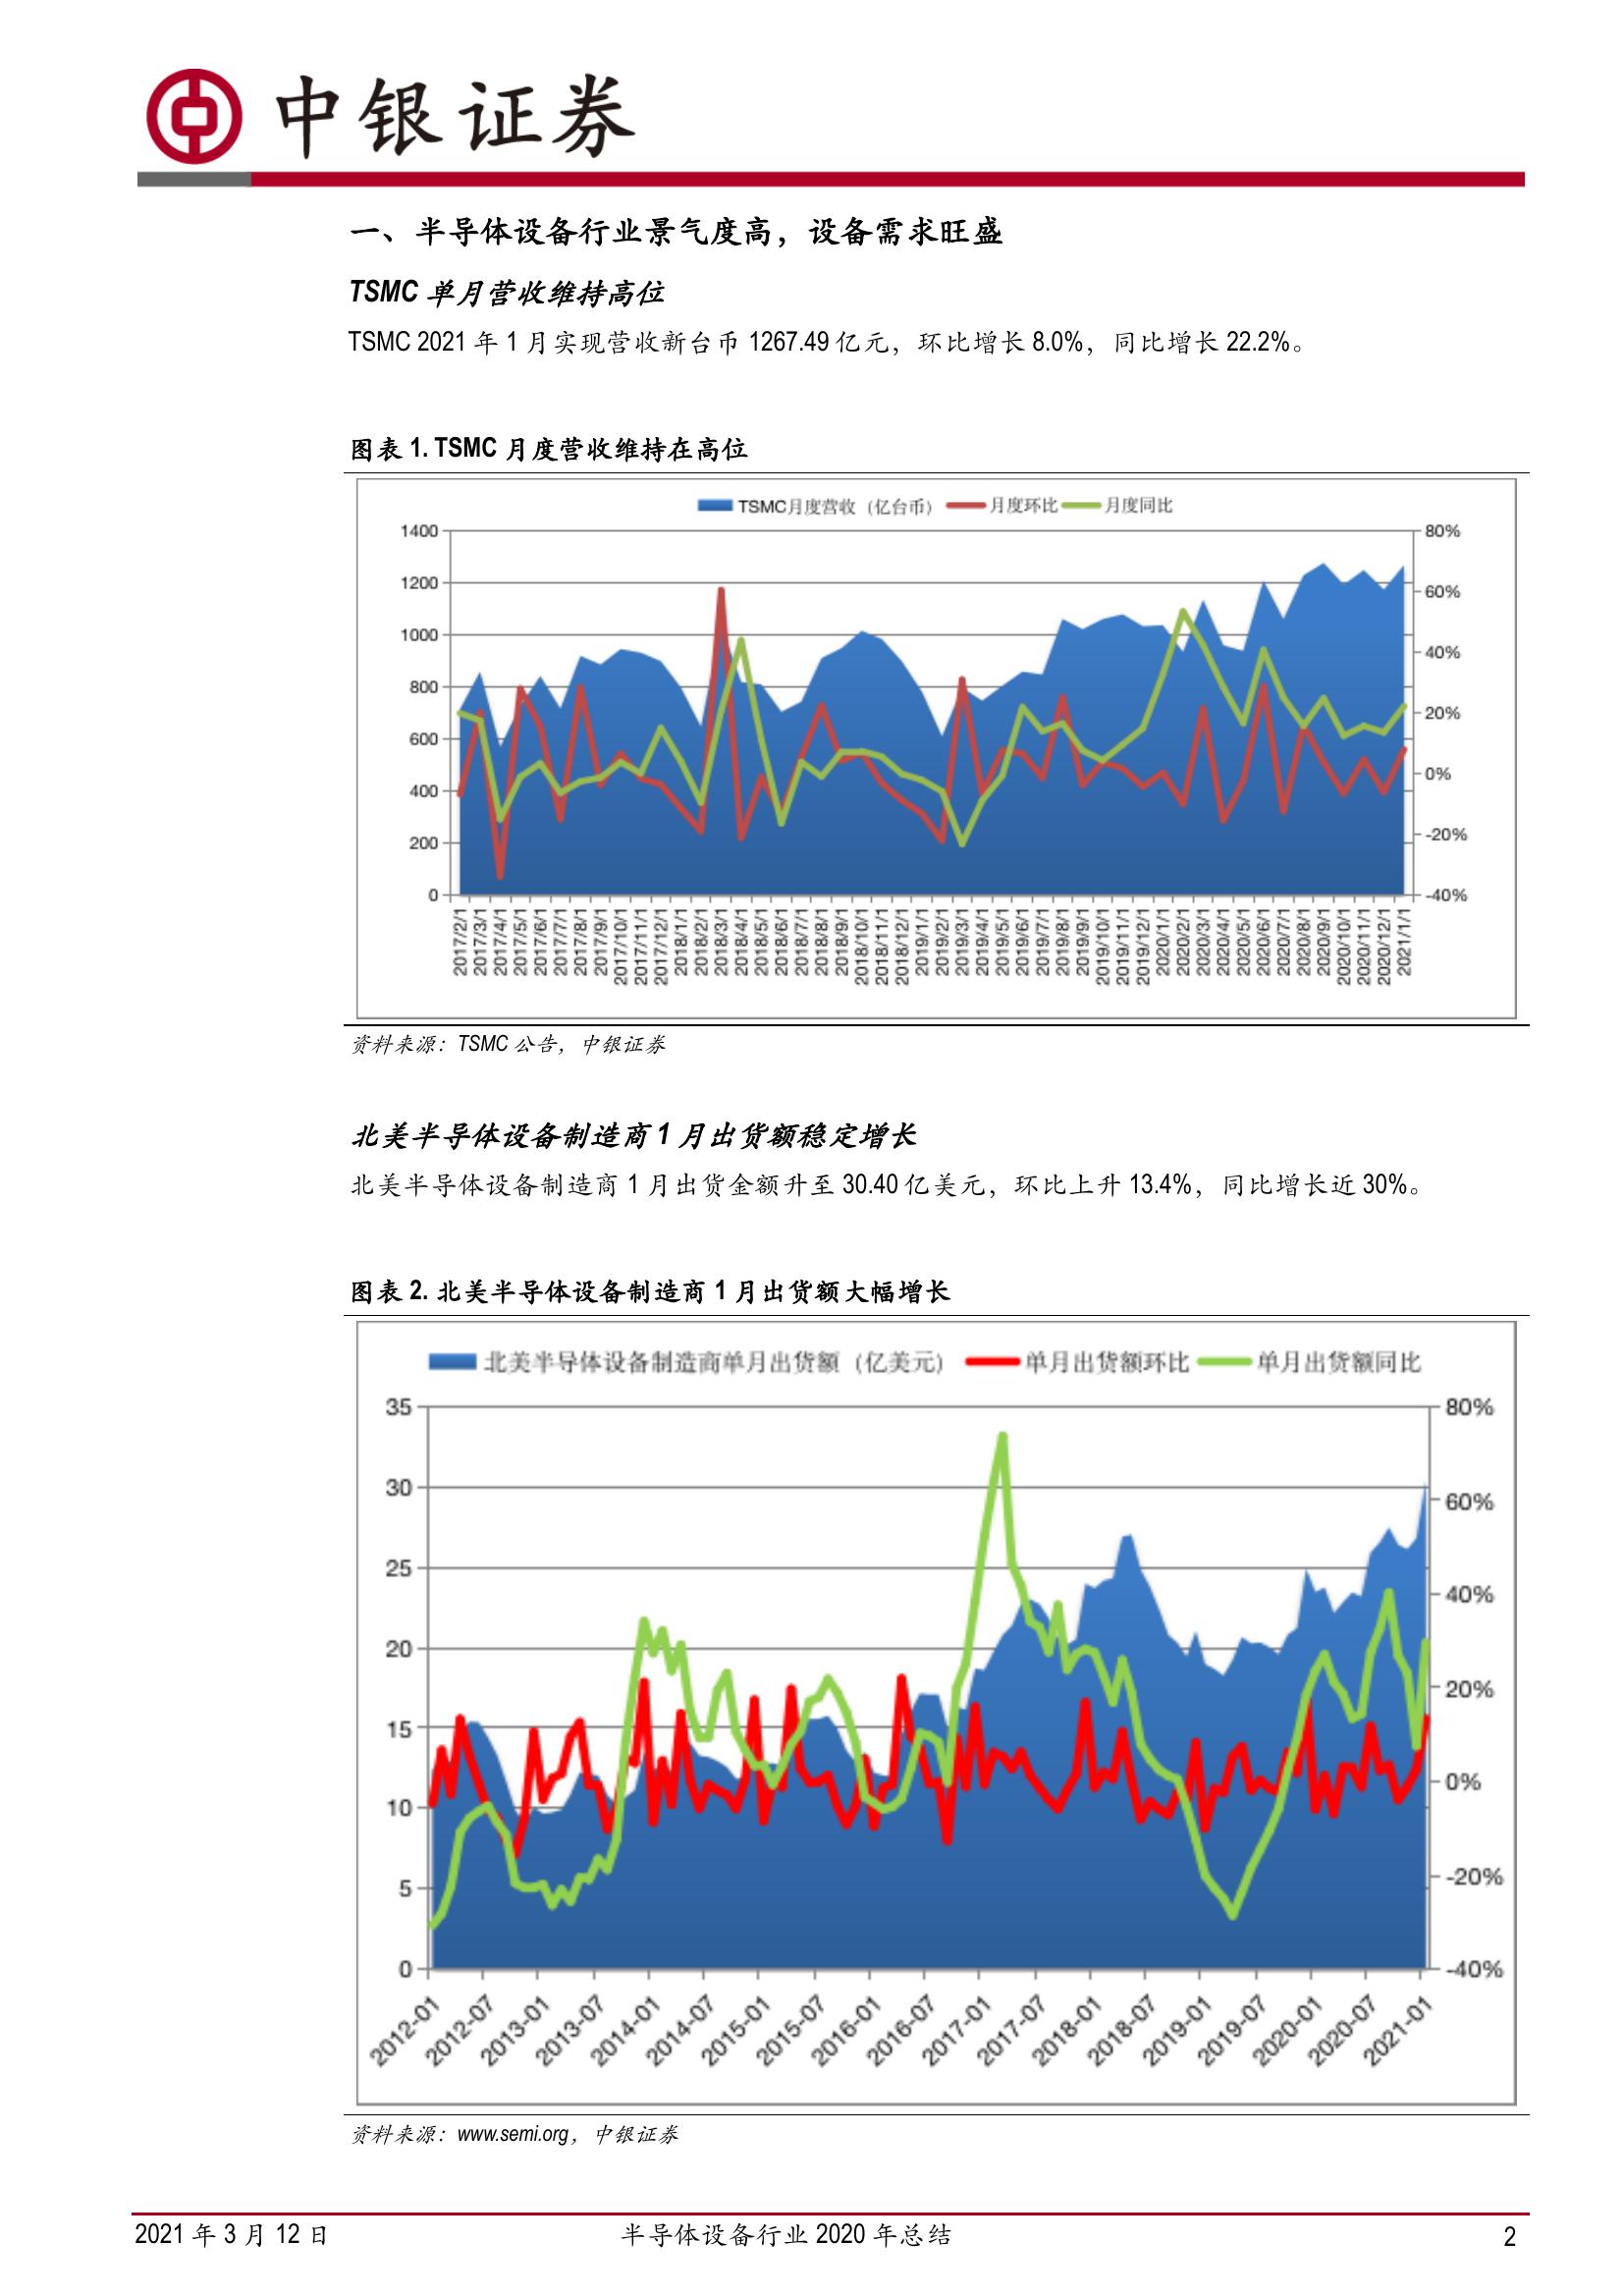 中银证券
一、半导体设备行业景气度高，设备需求旺盛
TSMC 单月营收维持高位
TSMC 2021 年 1 月实现营收新台币 1267.49 亿元，环比增长 8.0%，同比增长 22.2%。
图表 1. TSMC 月度营收维持在高位
TSMC月度营收（亿台币） 月度环比 月度同比
1400 80%
1200 60%
1000 40%
800 20%
600 0%
400 -20%
200 -40%
0
2017/2/1 2017/3/1 2017/4/1 2017/5/1 2017/6/1 2017/7/1 2017/8/1 2017/9/1 2017/10/1 2017/11/1 2017/12/1 2018/1/1 2018/2/1 2018/3/1 2018/4/1 2018/5/1 2018/6/1 2018/7/1 2018/8/1 2018/9/1 2018/10/1 2018/11/1 2018/12/1 2019/1/1 2019/2/1 2019/3/1 2019/4/1 2019/5/1 2019/6/1 2019/7/1 2019/8/1 2019/9/1 2019/10/1 2019/11/1 2019/12/1 2020/1/1 2020/2/1 2020/3/1 2020/4/1 2020/5/1 2020/6/1 2020/7/1 2020/8/1 2020/9/1 2020/10/1 2020/11/1 2020/12/1 2021/1/1
资料来源：TSMC 公告，中银证券
北美半导体设备制造商 1 月出货额稳定增长
北美半导体设备制造商 1 月出货金额升至 30.40 亿美元，环比上升 13.4%，同比增长近 30%。
图表 2. 北美半导体设备制造商 1 月出货额大幅增长
北美半导体设备制造商单月出货额（亿美元） 单月出货额环比 单月出货额同比
35 80%
30 60%
25 40%
20 20%
15 0%
10 -20%
5 -40%
0
2012-01 2012-07 2013-01 2013-07 2014-01 2014-07 2015-01 2015-07 2016-01 2016-07 2017-01 2017-07 2018-01 2018-07 2019-01 2019-07 2020-01 2020-07 2021-01
资料来源：www.semi.org，中银证券
2021 年 3 月 12 日 半导体设备行业 2020 年总结 2